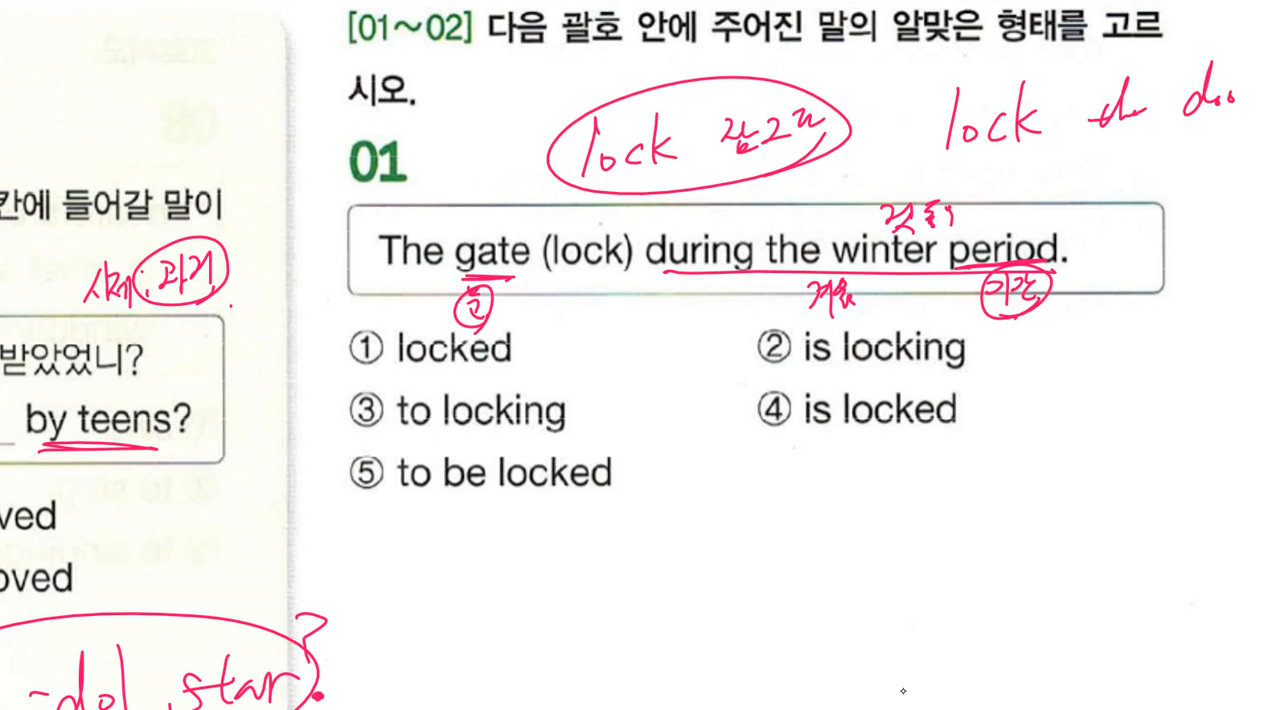 [01~02] 다음 괄호 안에 주어진 말의 알맞은 형태를 고르
시오.
lock lock
01
The gate (lock) during the winter period.
문 겨울 기간
① locked ② is locking
③ to locking ④ is locked
⑤ to be locked
칸에 들어갈 말이
과거
받았었니?
by teens?
ved
oved
star?